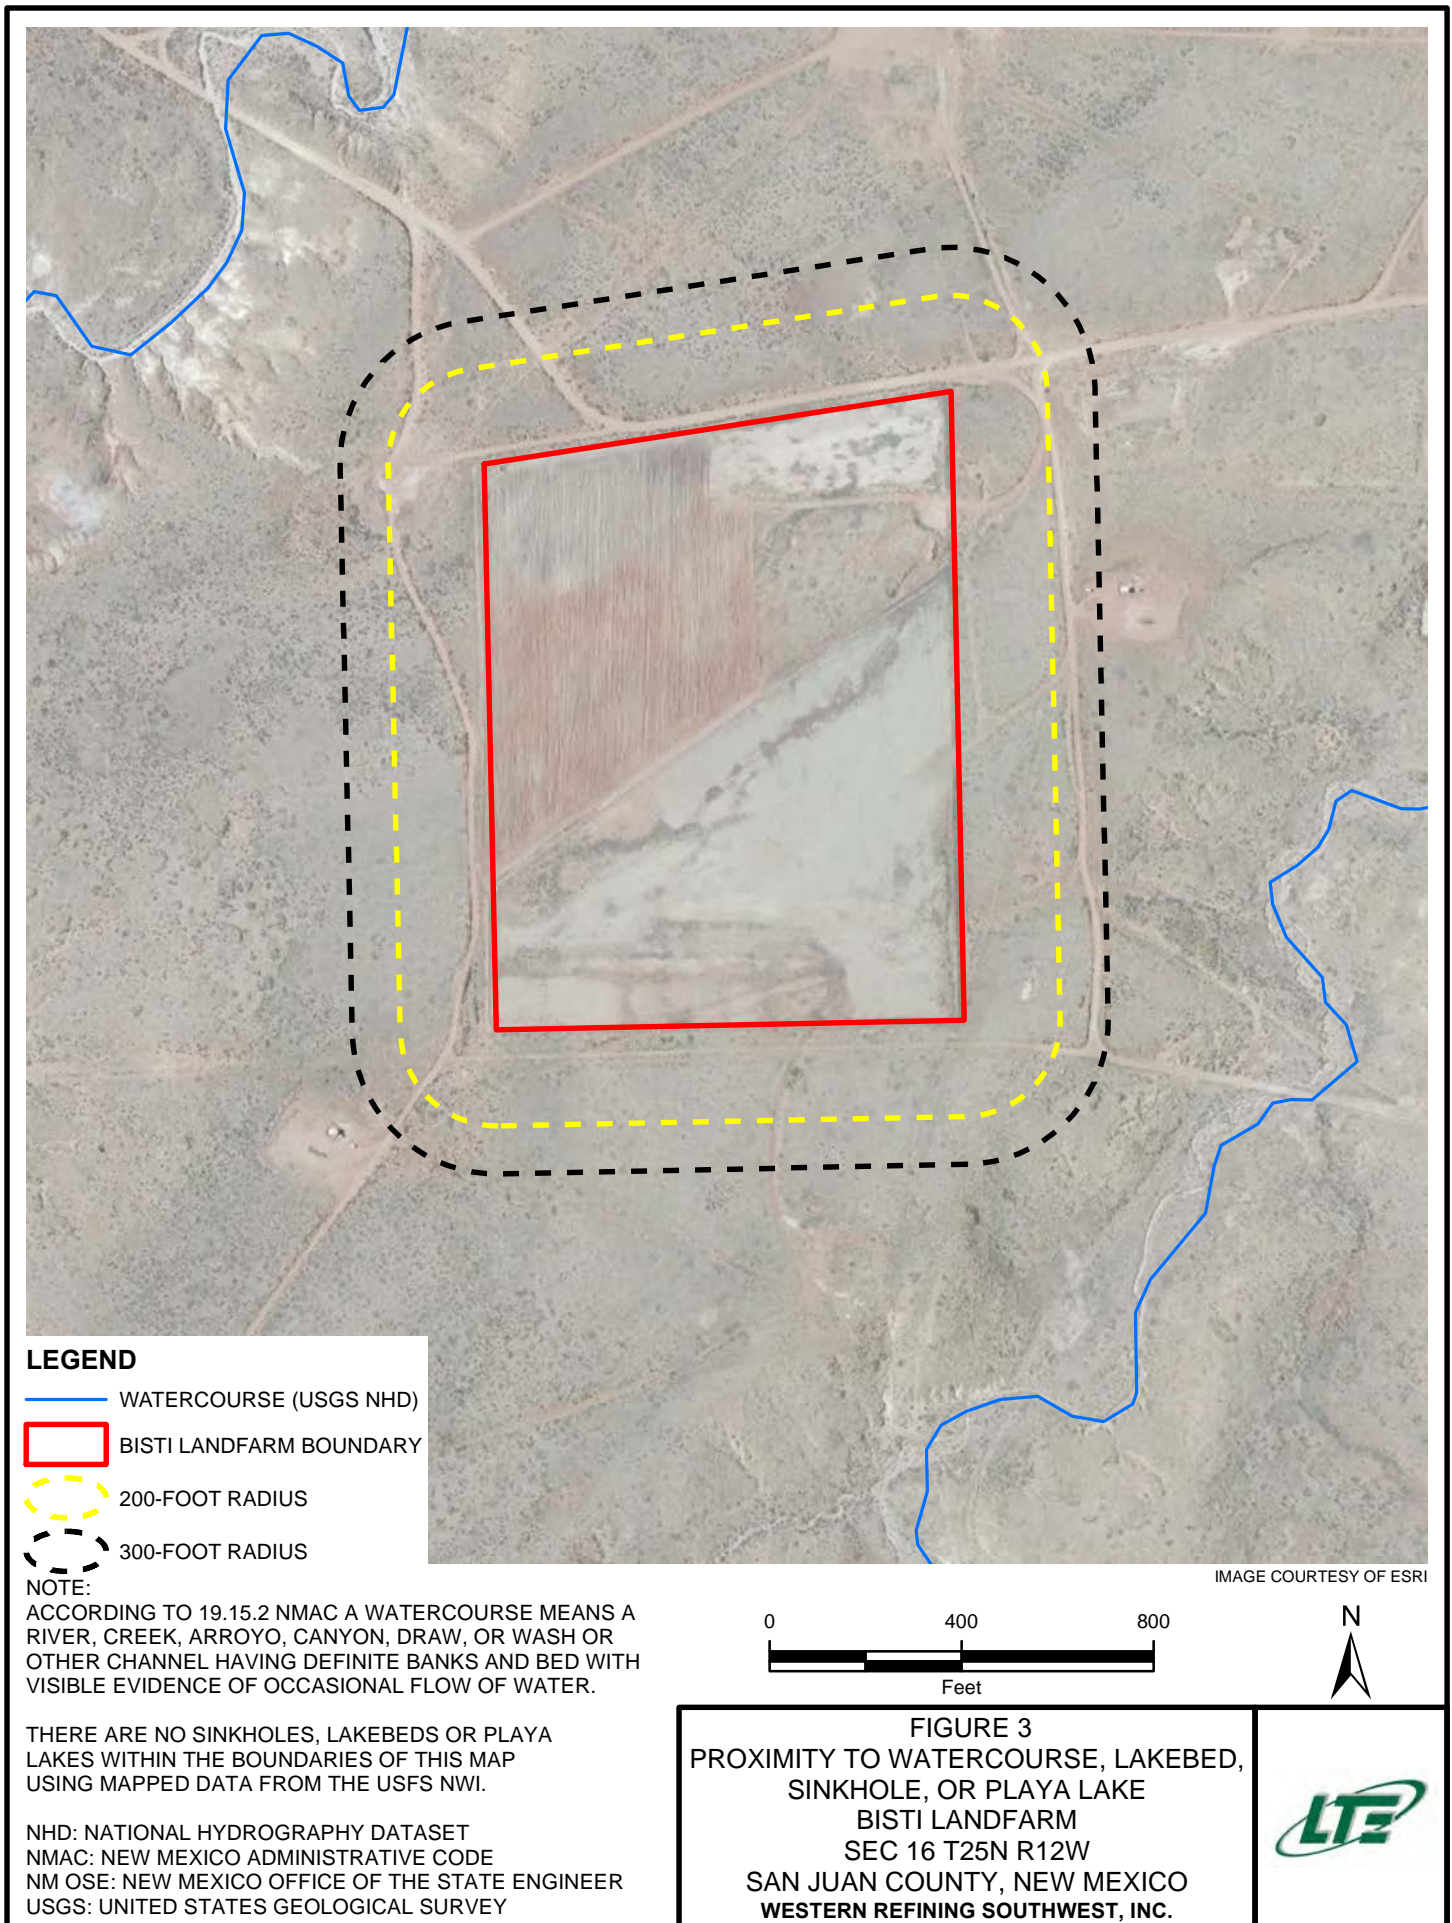 LEGEND
WATERCOURSE (USGS NHD)
BISTI LANDFARM BOUNDARY
200-FOOT RADIUS
300-FOOT RADIUS
NOTE:
ACCORDING TO 19.15.2 NMAC A WATERCOURSE MEANS A
RIVER, CREEK, ARROYO, CANYON, DRAW, OR WASH OR
OTHER CHANNEL HAVING DEFINITE BANKS AND BED WITH
VISIBLE EVIDENCE OF OCCASIONAL FLOW OF WATER.
THERE ARE NO SINKHOLES, LAKEBEDS OR PLAYA
LAKES WITHIN THE BOUNDARIES OF THIS MAP
USING MAPPED DATA FROM THE USFS NWI.
NHD: NATIONAL HYDROGRAPHY DATASET
NMAC: NEW MEXICO ADMINISTRATIVE CODE
NM OSE: NEW MEXICO OFFICE OF THE STATE ENGINEER
USGS: UNITED STATES GEOLOGICAL SURVEY
IMAGE COURTESY OF ESRI
0 400 800
Feet
N
FIGURE 3
PROXIMITY TO WATERCOURSE, LAKEBED,
SINKHOLE, OR PLAYA LAKE
BISTI LANDFARM
SEC 16 T25N R12W
SAN JUAN COUNTY, NEW MEXICO
WESTERN REFINING SOUTHWEST, INC.
LTE